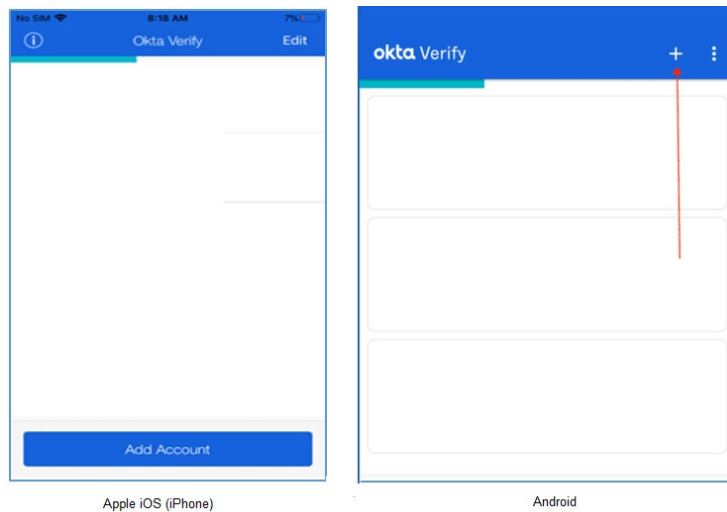 No SIM 8:18 AM 7%
Okta Verify Edit
Add Account
Apple iOS (iPhone)
okta Verify
Android